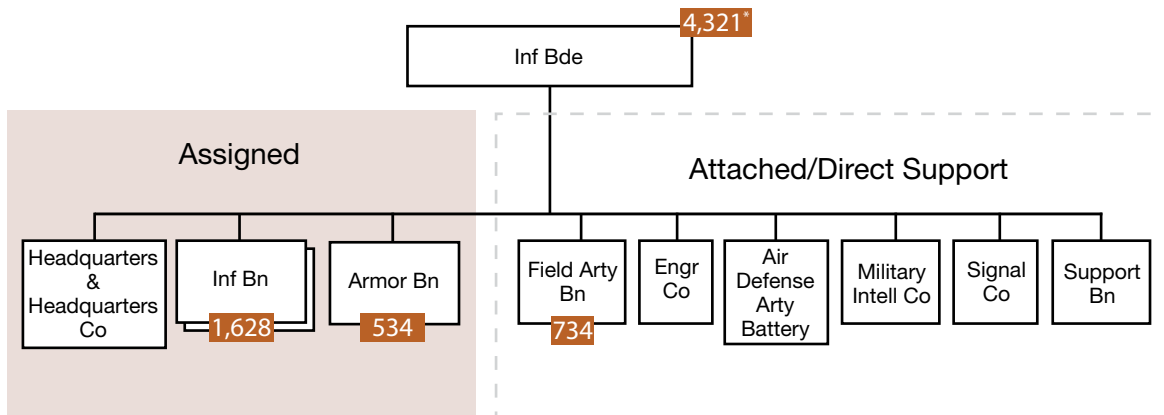 4,321*
Inf Bde
Assigned
Attached/Direct Support
Headquarters
&
Headquarters
Co
Inf Bn
1,628
Armor Bn
534
Field Arty
Bn
734
Engr
Co
Air
Defense
Arty
Battery
Military
Intell Co
Signal
Co
Support
Bn